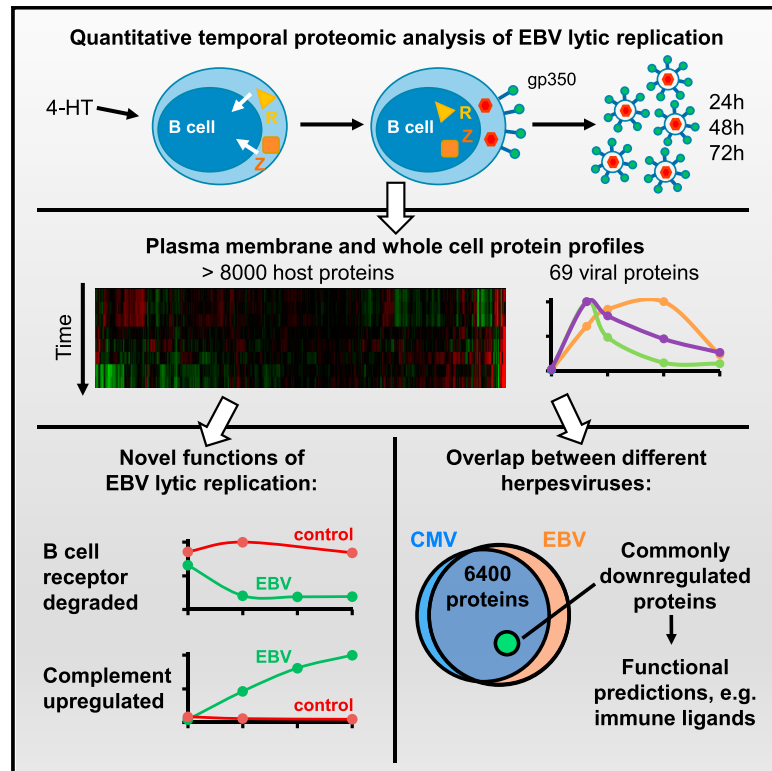 Quantitative temporal proteomic analysis of EBV lytic replication
4-HT
B cell
R
Z
B cell
R
Z
gp350
24h
48h
72h
Plasma membrane and whole cell protein profiles
> 8000 host proteins
69 viral proteins
Time
Novel functions of
EBV lytic replication:
B cell
receptor
degraded
control
EBV
Complement
upregulated
EBV
control
Overlap between different
herpesviruses:
CMV
EBV
6400
proteins
Commonly
downregulated
proteins
Functional
predictions, e.g.
immune ligands